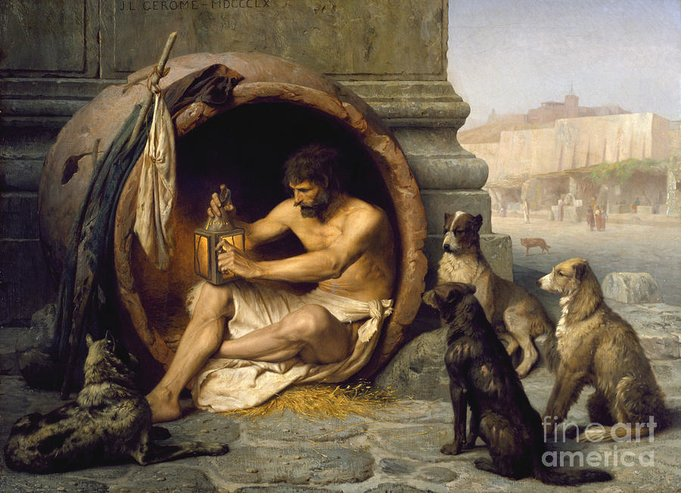 J L GEROME–MDCCCLX
fine art
america